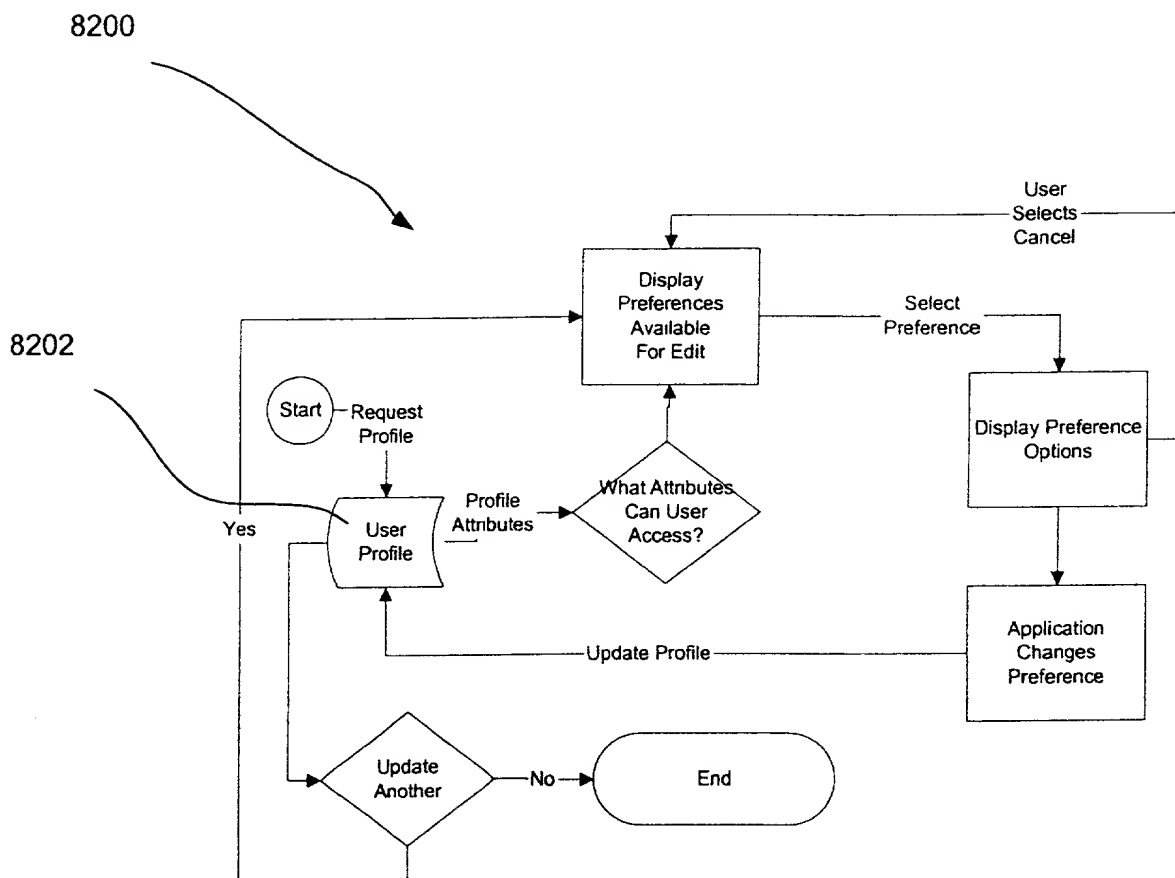 8200
User
Selects
Cancel
Display
Preferences
Available
For Edit
Select
Preference
8202
Start
Request
Profile
Display Preference
Options
What Attributes
Can User
Access?
Profile
Attributes
User
Profile
Yes
Application
Changes
Preference
Update Profile
Update
Another
No
End